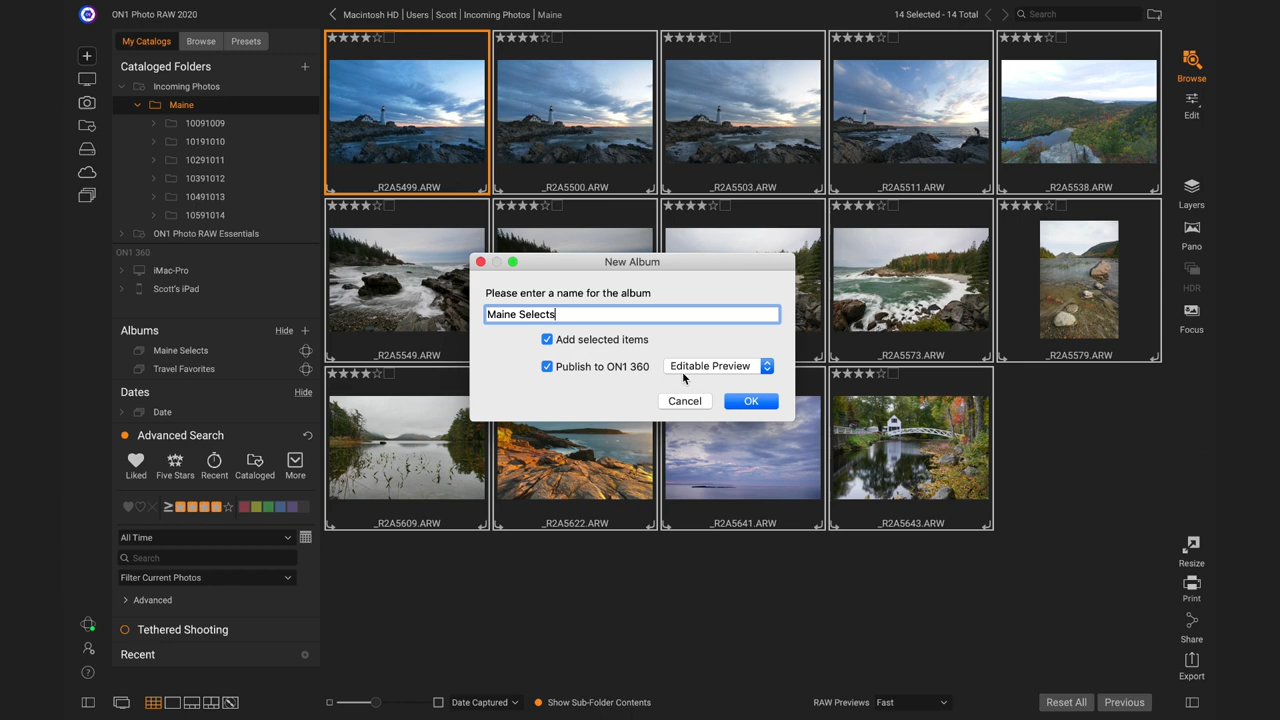 ON1 Photo RAW 2020
Macintosh HD | Users | Scott | Incoming Photos | Maine
14 Selected - 14 Total
Search
My Catalogs
Browse
Presets
Cataloged Folders
Incoming Photos
Maine
10091009
10191010
10291011
10391012
10491013
10591014
ON1 Photo RAW Essentials
ON1 360
iMac-Pro
Scott's iPad
Albums
Hide
Maine Selects
Travel Favorites
Dates
Hide
Date
Advanced Search
Liked
Five Stars
Recent
Cataloged
More
All Time
Search
Filter Current Photos
Advanced
Tethered Shooting
Recent
_R2A5499.ARW
_R2A5500.ARW
_R2A5503.ARW
_R2A5511.ARW
_R2A5538.ARW
_R2A5549.ARW
_R2A5573.ARW
_R2A5579.ARW
_R2A5609.ARW
_R2A5622.ARW
_R2A5641.ARW
_R2A5643.ARW
New Album
Please enter a name for the album
Maine Selects
Add selected items
Publish to ON1 360
Editable Preview
Cancel
OK
Browse
Edit
Layers
Pano
HDR
Focus
Resize
Print
Share
Export
Date Captured
Show Sub-Folder Contents
RAW Previews
Fast
Reset All
Previous